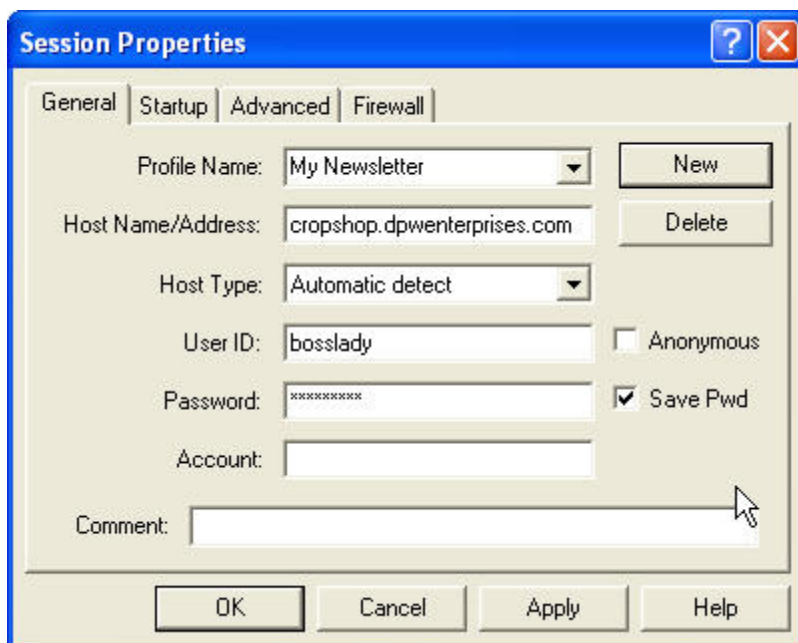 Session Properties
General Startup Advanced Firewall
Profile Name: My Newsletter New
Host Name/Address: cropshop.dpwenterprises.com Delete
Host Type: Automatic detect
User ID: bosslady Anonymous
Password: ********* Save Pwd
Account:
Comment:
OK Cancel Apply Help